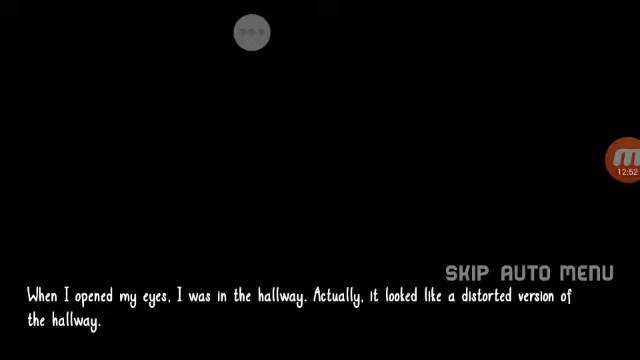 12:52
SKIP AUTO MENU
When I opened my eyes, I was in the hallway. Actually, it looked like a distorted version of
the hallway.